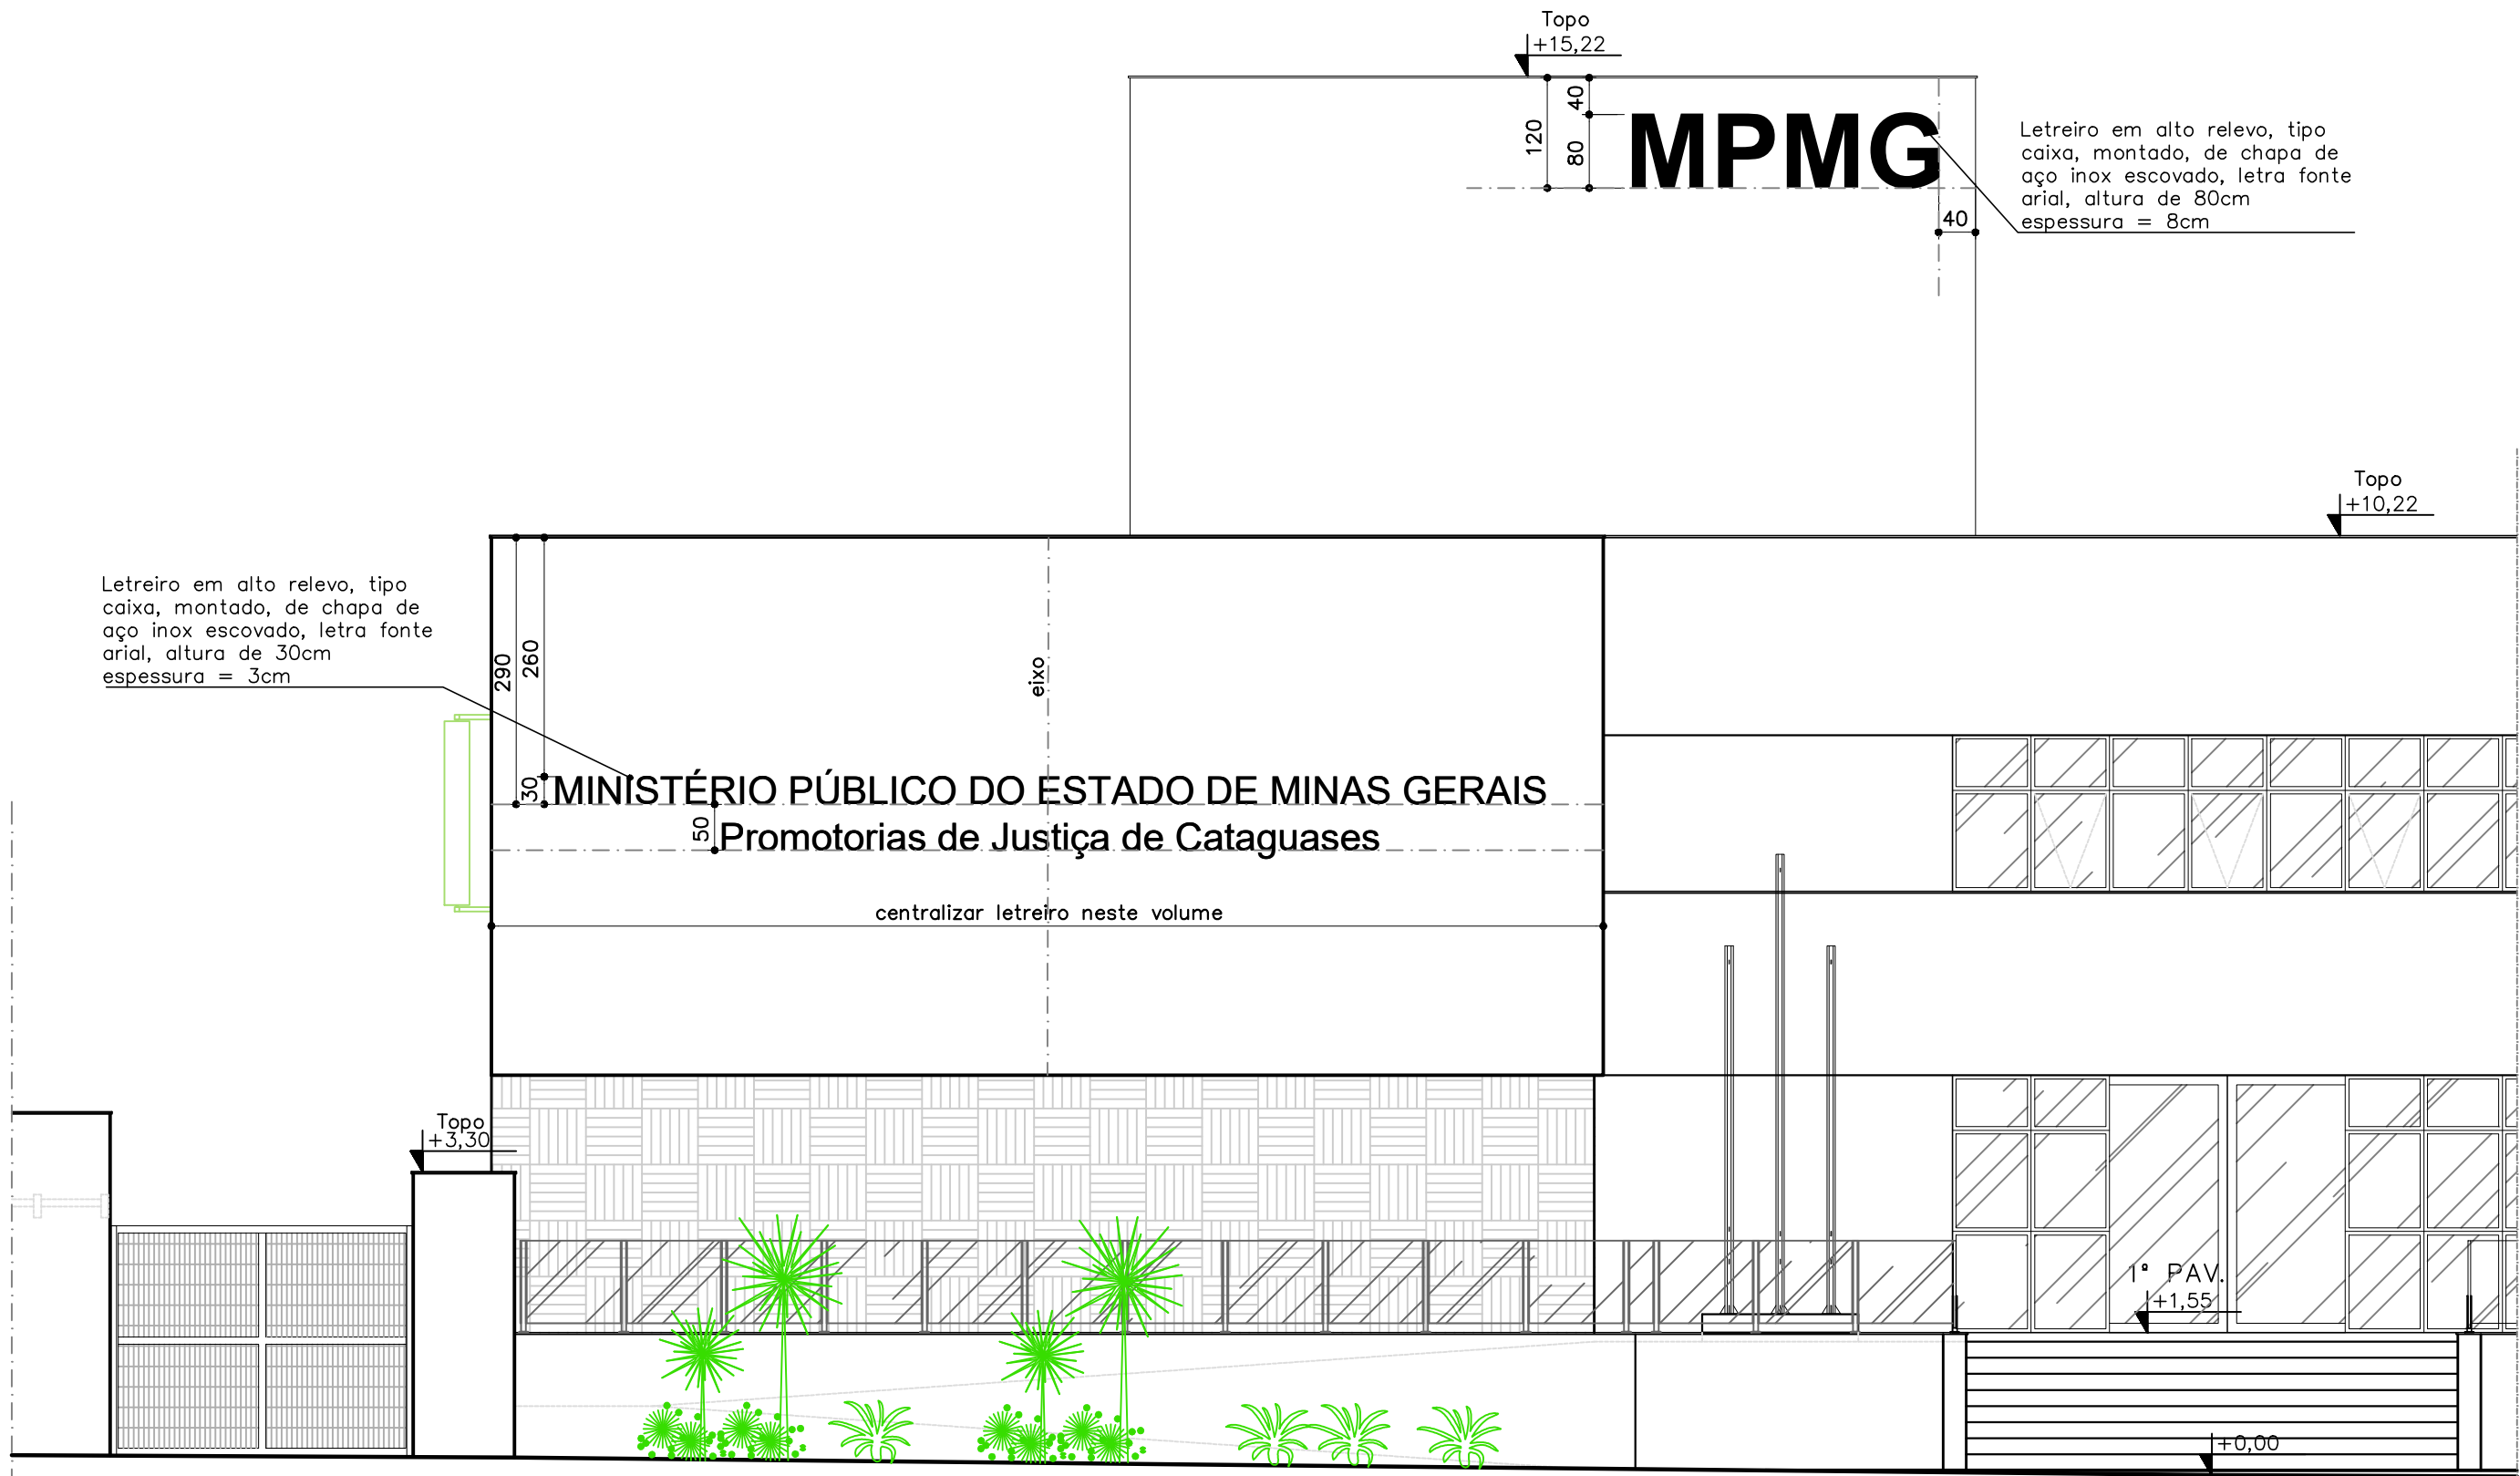 Topo
+15,22
40
120
80
MPMG
40
Letreiro em alto relevo, tipo
caixa, montado, de chapa de
aço inox escovado, letra fonte
arial, altura de 80cm
espessura = 8cm
Topo
+10,22
Letreiro em alto relevo, tipo
caixa, montado, de chapa de
aço inox escovado, letra fonte
arial, altura de 30cm
espessura = 3cm
290
260
eixo
30
MINISTÉRIO PÚBLICO DO ESTADO DE MINAS GERAIS
50
Promotorias de Justiça de Cataguases
centralizar letreiro neste volume
Topo
+3,30
1º PAV.
+1,55
+0,00